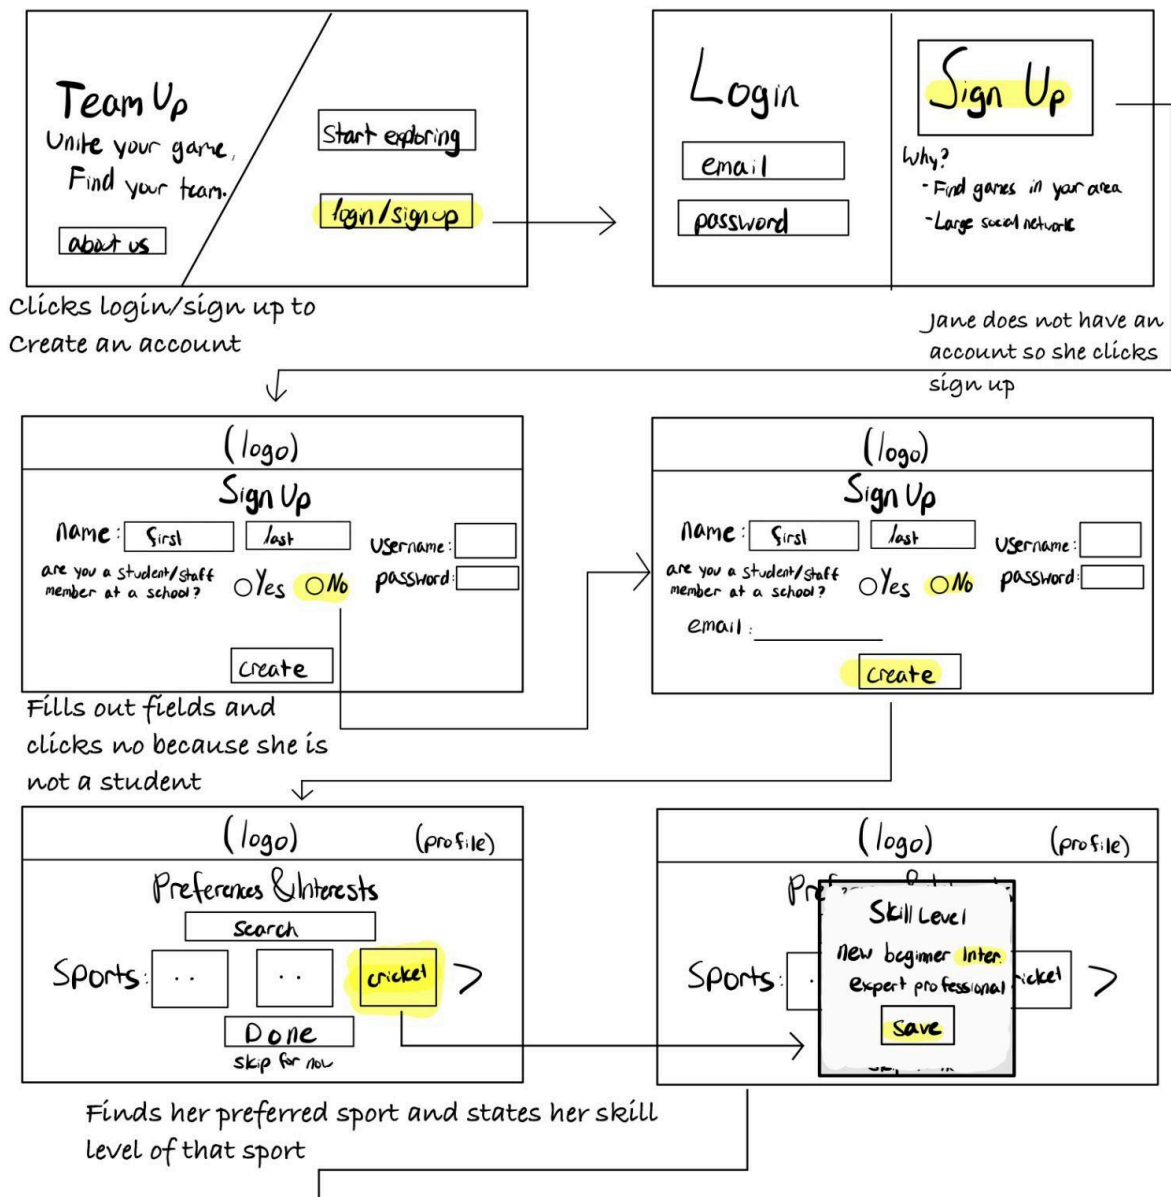 Team Up
Unite your game,
Find your team.
about us
Start exploring
login/signup
Clicks login/sign up to
Create an account
Login
email
password
Sign Up
Why?
- Find games in your area
- Large social network
Jane does not have an
account so she clicks
sign up
(logo)
Sign Up
name: first last
username:
are you a student/staff
member at a school?
Yes No
password:
create
Fills out fields and
clicks no because she is
not a student
(logo)
Sign Up
name: first last
username:
are you a student/staff
member at a school?
Yes No
password:
email:
create
(logo) (profile)
Preferences & Interests
search
Sports: .. .. cricket >
Done
skip for now
Finds her preferred sport and states her skill
level of that sport
(logo) (profile)
Skill Level
new beginner Inter.
expert professional
save
Sports: ricket >